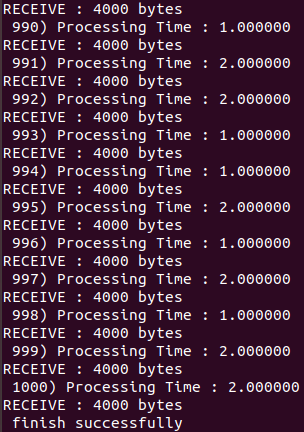 RECEIVE : 4000 bytes
990) Processing Time : 1.000000
RECEIVE : 4000 bytes
991) Processing Time : 2.000000
RECEIVE : 4000 bytes
992) Processing Time : 2.000000
RECEIVE : 4000 bytes
993) Processing Time : 1.000000
RECEIVE : 4000 bytes
994) Processing Time : 1.000000
RECEIVE : 4000 bytes
995) Processing Time : 2.000000
RECEIVE : 4000 bytes
996) Processing Time : 1.000000
RECEIVE : 4000 bytes
997) Processing Time : 2.000000
RECEIVE : 4000 bytes
998) Processing Time : 1.000000
RECEIVE : 4000 bytes
999) Processing Time : 2.000000
RECEIVE : 4000 bytes
1000) Processing Time : 2.000000
RECEIVE : 4000 bytes
finish successfully